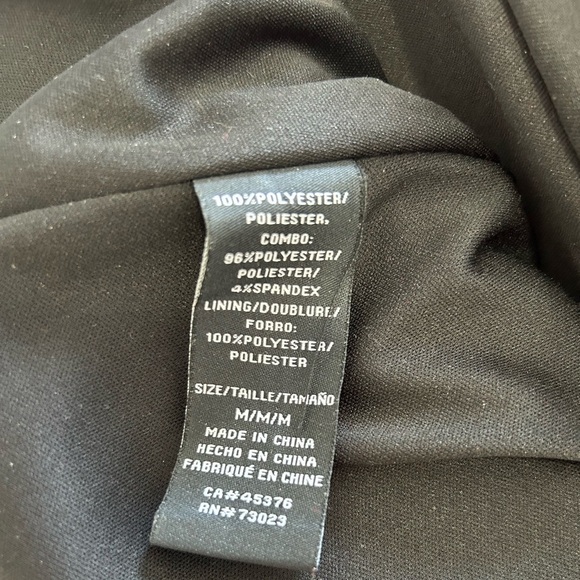 100%POLYESTER/
POLIESTER.
COMBO:
96%POLYESTER/
POLIESTER/
4%SPANDEX
LINING/DOUBLURE/
FORRO:
100%POLYESTER/
POLIESTER
SIZE/TAILLE/TAMAÑO
M/M/M
MADE IN CHINA
HECHO EN CHINA
FABRIQUÉ EN CHINE
CA#45376
RN#73023